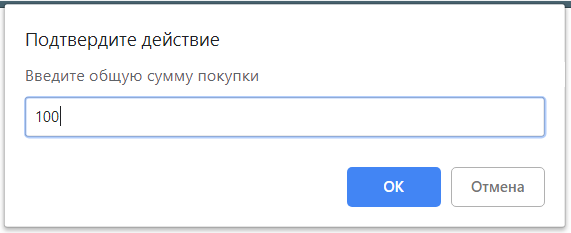 Подтвердите действие
Введите общую сумму покупки
100
ОК
Отмена